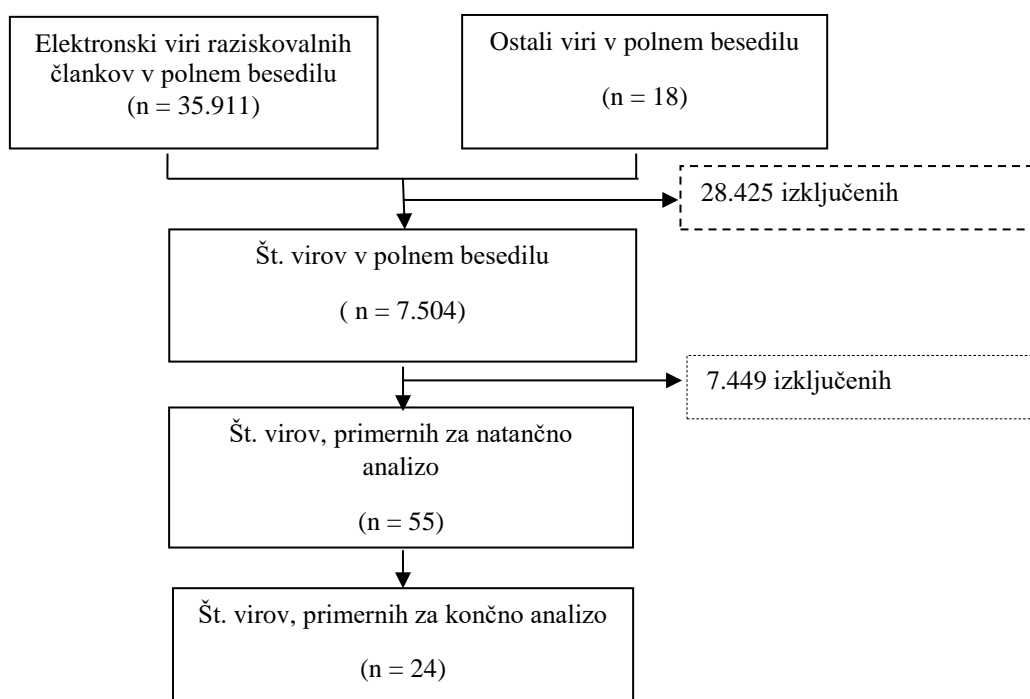 Elektronski viri raziskovalnih
člankov v polnem besedilu
(n = 35.911)
Ostali viri v polnem besedilu
(n = 18)
28.425 izključenih
Št. virov v polnem besedilu
( n = 7.504)
7.449 izključenih
Št. virov, primernih za natančno
analizo
(n = 55)
Št. virov, primernih za končno analizo
(n = 24)